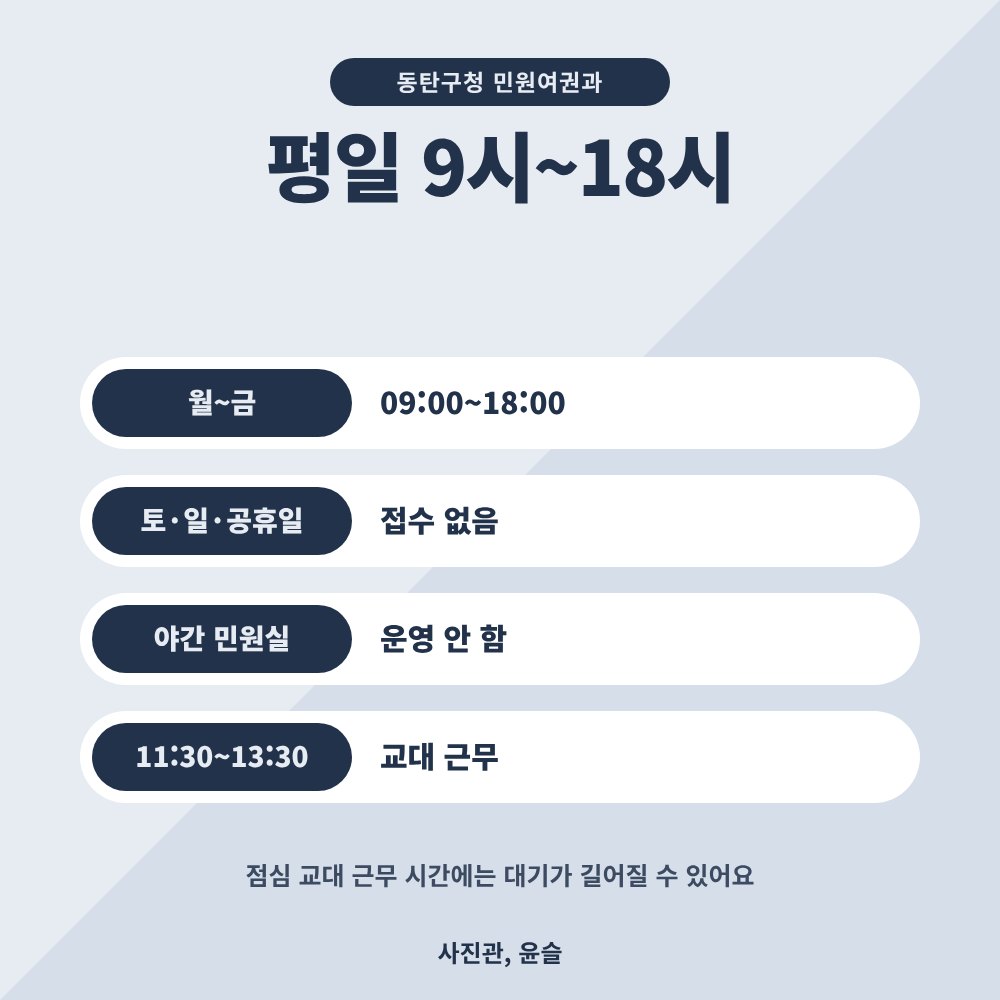 동탄구청 민원여권과
평일 9시~18시
월~금 09:00~18:00
토·일·공휴일 접수 없음
야간 민원실 운영 안 함
11:30~13:30 교대 근무
점심 교대 근무 시간에는 대기가 길어질 수 있어요
사진관, 윤슬